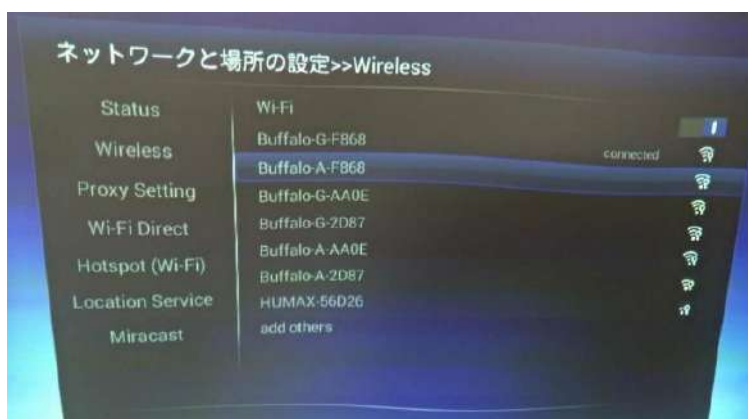 ネットワークと場所の設定>>Wireless
Status
Wireless
Proxy Setting
Wi-Fi Direct
Hotspot (Wi-Fi)
Location Service
Miracast
Wi-Fi
Buffalo-G-F868
connected
Buffalo-A-F868
Buffalo-G-AA0E
Buffalo-G-2D87
Buffalo-A-AA0E
Buffalo-A-2D87
HUMAX-56D26
add others